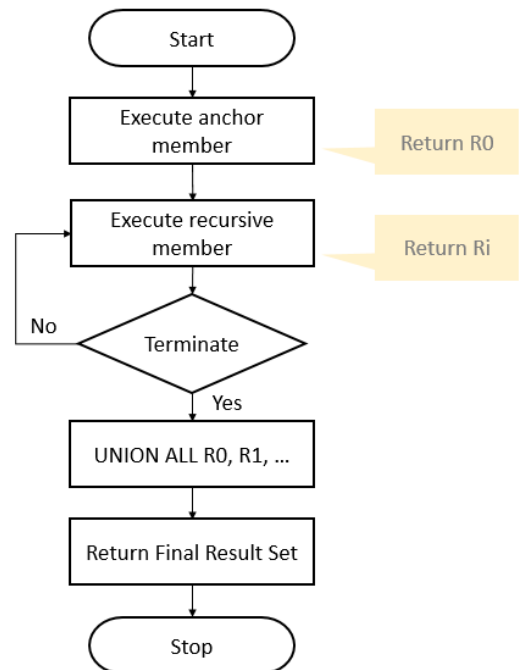 Start
Execute anchor
member
Return R0
Execute recursive
member
Return Ri
No
Terminate
Yes
UNION ALL R0, R1, ...
Return Final Result Set
Stop